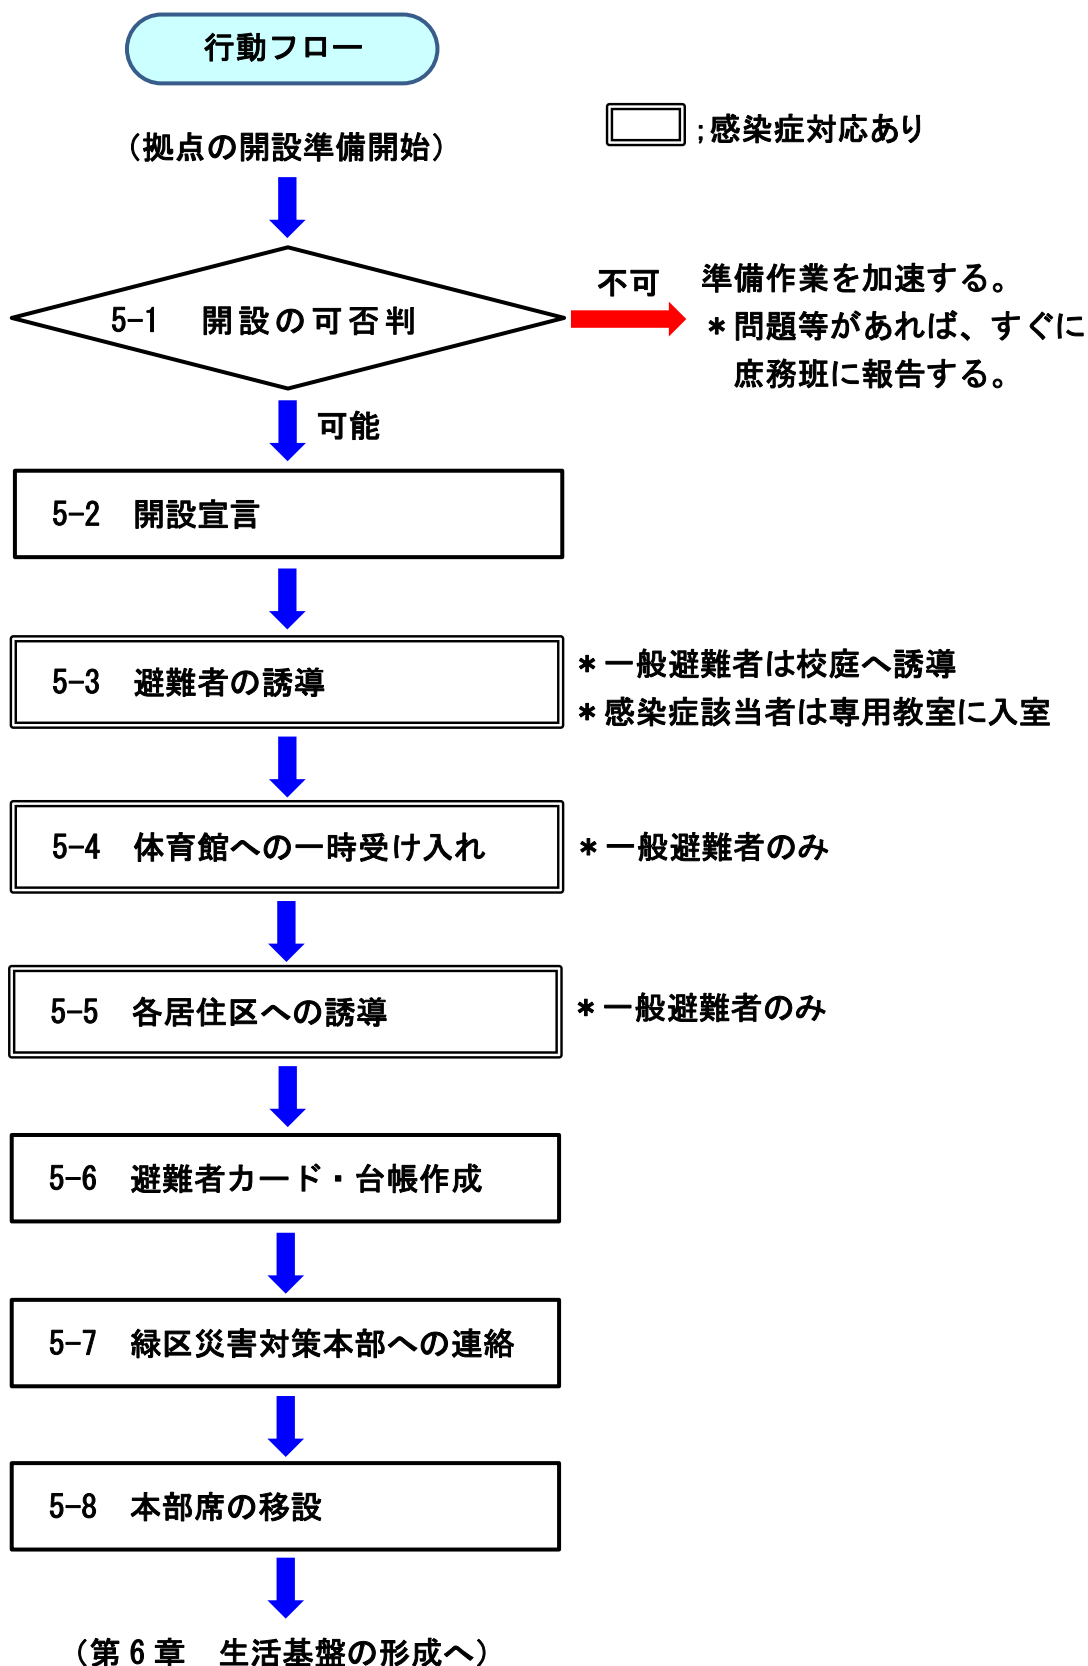 行動フロー
;感染症対応あり
(拠点の開設準備開始)
5-1 開設の可否判
不可
準備作業を加速する。
*問題等があれば、すぐに
庶務班に報告する。
可能
5-2 開設宣言
5-3 避難者の誘導
*一般避難者は校庭へ誘導
*感染症該当者は専用教室に入室
5-4 体育館への一時受け入れ
*一般避難者のみ
5-5 各居住区への誘導
*一般避難者のみ
5-6 避難者カード・台帳作成
5-7 緑区災害対策本部への連絡
5-8 本部席の移設
(第6章 生活基盤の形成へ)